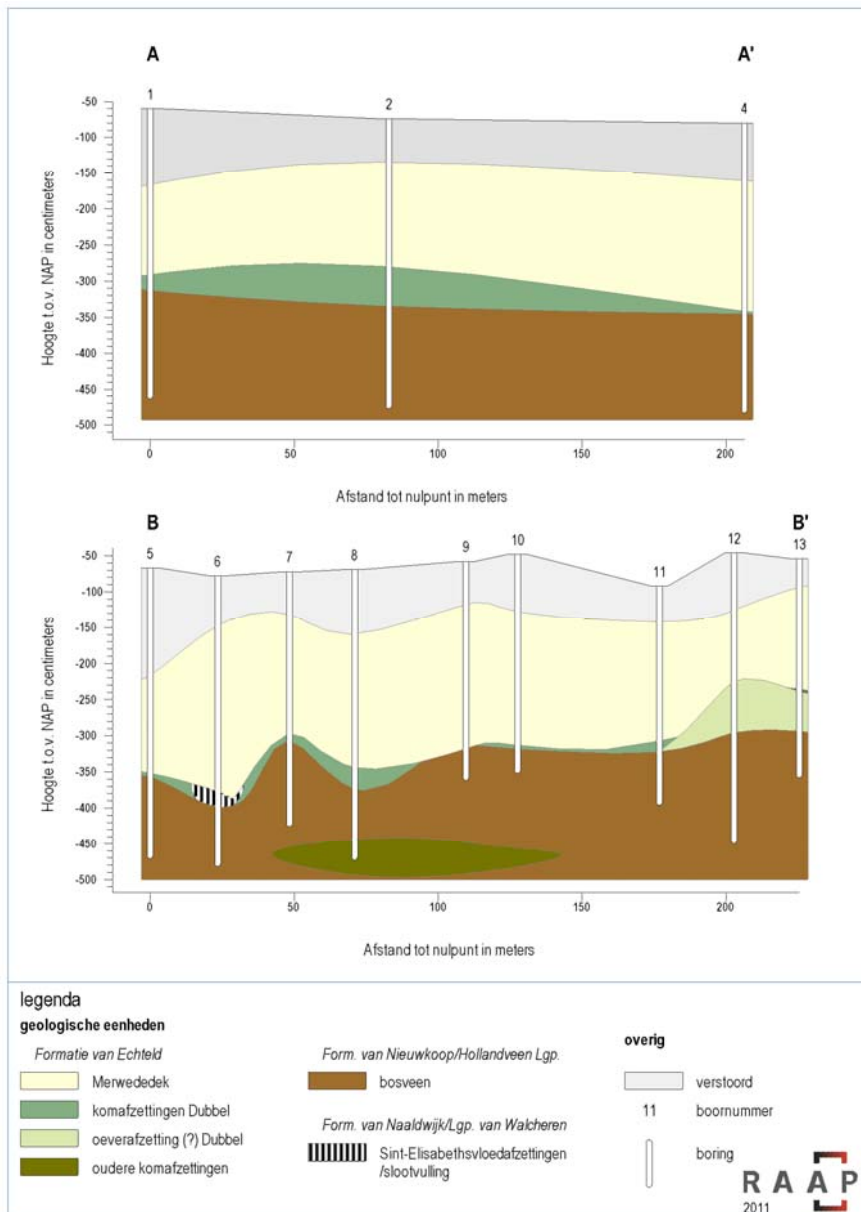 A A'
1 2 4
-50
-100
-150
-200
-250
-300
-350
-400
-450
-500
Hoogte t.o.v. NAP in centimeters
0 50 100 150 200
Afstand tot nulpunt in meters
B B'
5 6 7 8 9 10 11 12 13
-50
-100
-150
-200
-250
-300
-350
-400
-450
-500
Hoogte t.o.v. NAP in centimeters
0 50 100 150 200
Afstand tot nulpunt in meters
legenda
geologische eenheden
Formatie van Echteld
Merwededek
komafzettingen Dubbel
oeverafzetting (?) Dubbel
oudere komafzettingen
Form. van Nieuwkoop/Hollandveen Lgp.
bosveen
Form. van Naaldwijk/Lgp. van Walcheren
Sint-Elisabethsvloedafzettingen
/slootvulling
overig
verstoord
11 boornummer
boring
RAAP
2011